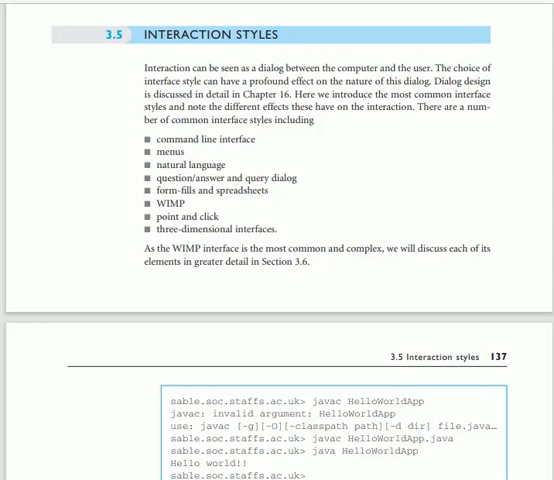 3.5 INTERACTION STYLES
Interaction can be seen as a dialog between the computer and the user. The choice of
interface style can have a profound effect on the nature of this dialog. Dialog design
is discussed in detail in Chapter 16. Here we introduce the most common interface
styles and note the different effects these have on the interaction. There are a num-
ber of common interface styles including
■ command line interface
■ menus
■ natural language
■ question/answer and query dialog
■ form-fills and spreadsheets
■ WIMP
■ point and click
■ three-dimensional interfaces.
As the WIMP interface is the most common and complex, we will discuss each of its
elements in greater detail in Section 3.6.
3.5 Interaction styles 137
sable.soc.staffs.ac.uk> javac HelloWorldApp
javac: invalid argument: HelloWorldApp
use: javac [-g][-O][-classpath path][-d dir] file.java…
sable.soc.staffs.ac.uk> javac HelloWorldApp.java
sable.soc.staffs.ac.uk> java HelloWorldApp
Hello world!!
sable.soc.staffs.ac.uk>